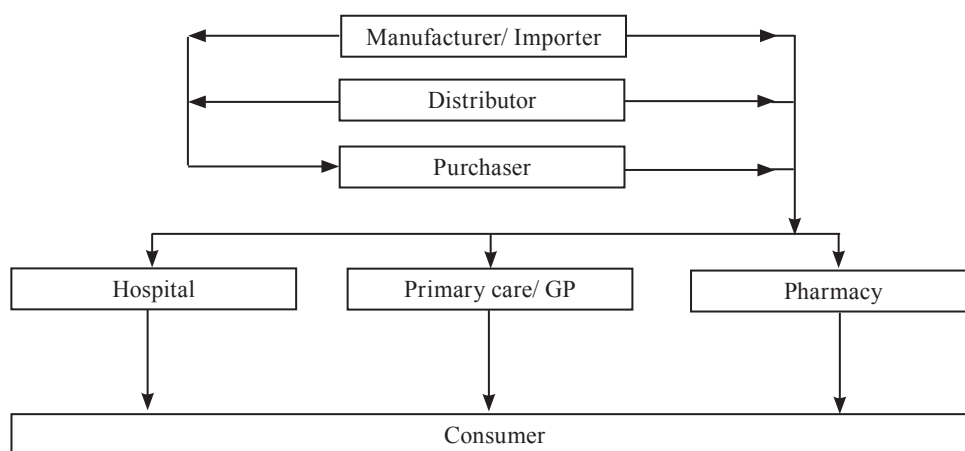 Manufacturer/ Importer
Distributor
Purchaser
Hospital
Primary care/ GP
Pharmacy
Consumer